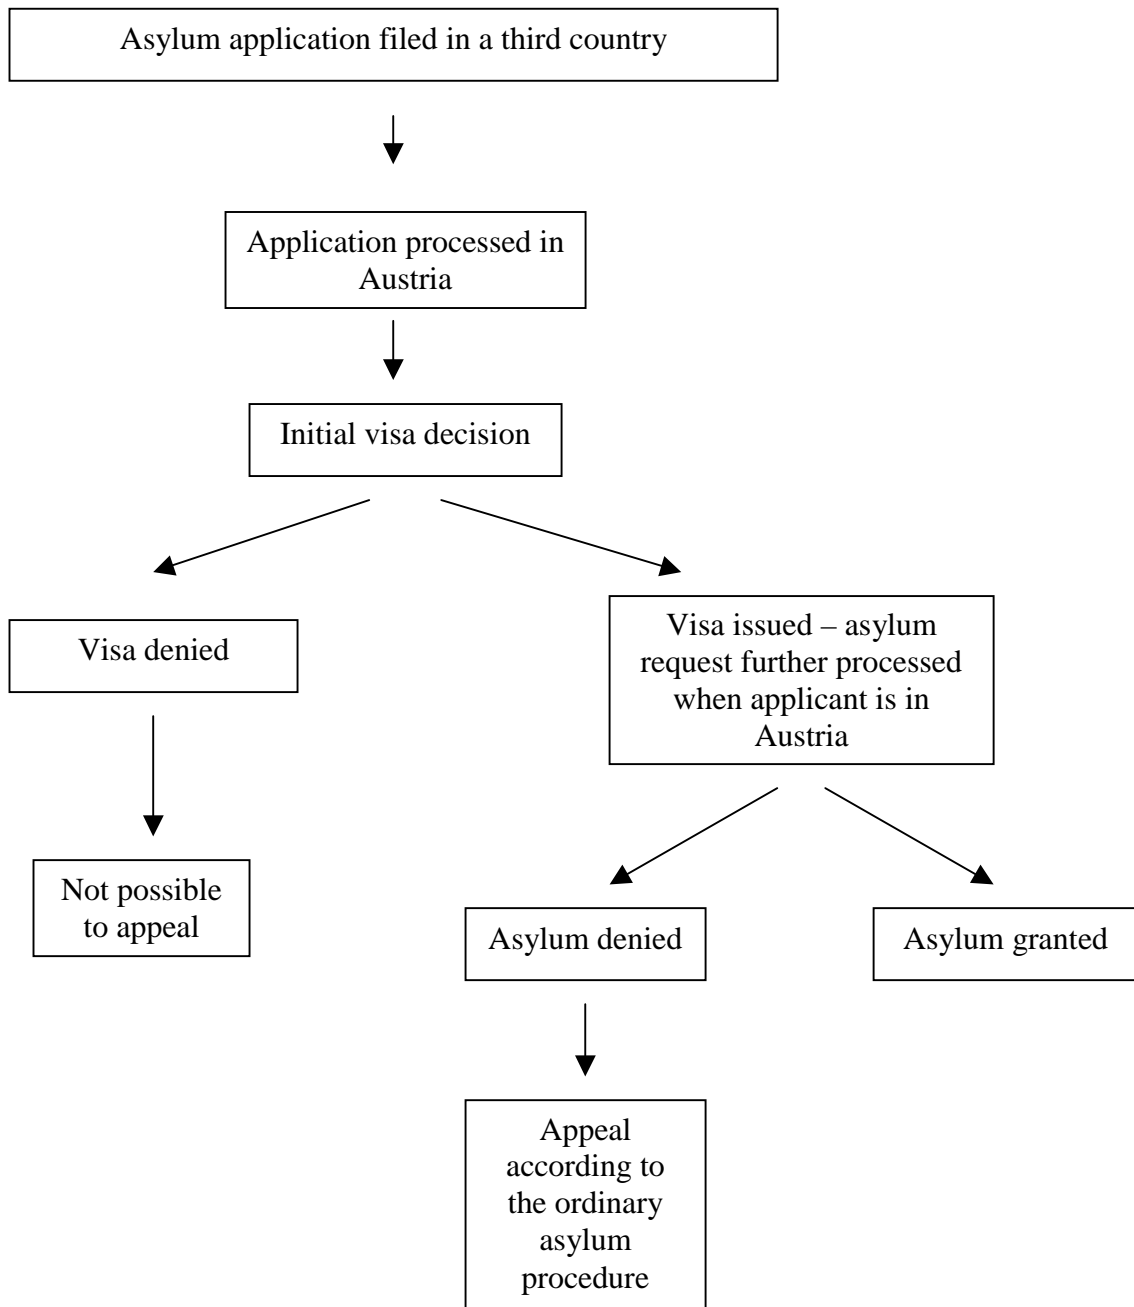 Asylum application filed in a third country
Application processed in
Austria
Initial visa decision
Visa denied
Visa issued – asylum
request further processed
when applicant is in
Austria
Not possible
to appeal
Asylum denied
Asylum granted
Appeal
according to
the ordinary
asylum
procedure